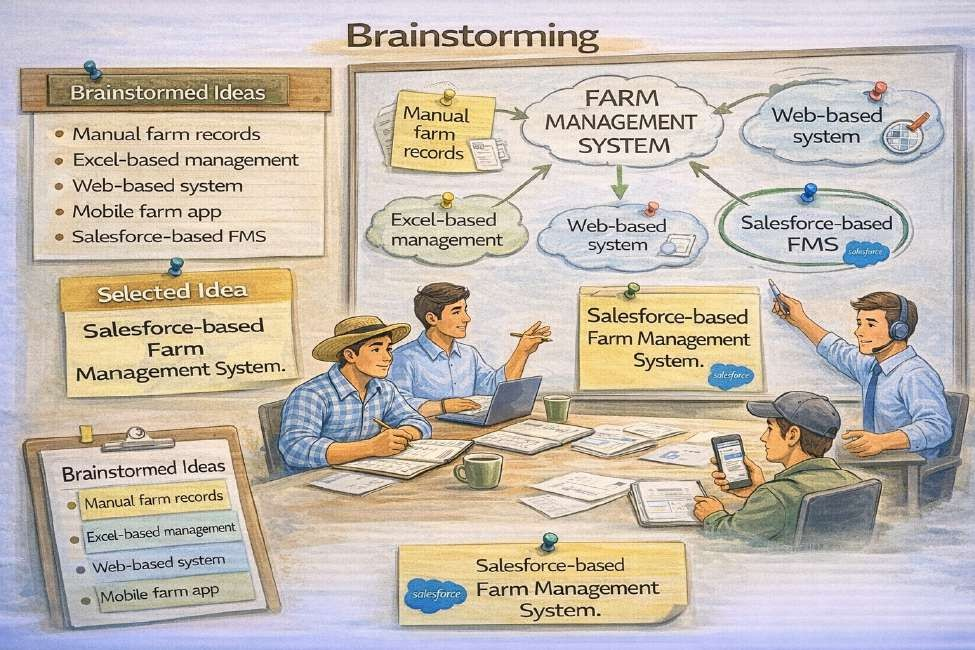 Brainstorming
Brainstormed Ideas
• Manual farm records
• Excel-based management
• Web-based system
• Mobile farm app
• Salesforce-based FMS
Selected Idea
Salesforce-based
Farm
Management System.
Brainstormed Ideas
• Manual farm records
• Excel-based management
• Web-based system
• Mobile farm app
Manual
farm
records
FARM
MANAGEMENT
SYSTEM
Web-based
system
Excel-based
management
Web-based
system
Salesforce-based
FMS
salesforce
Salesforce-based
Farm Management
System.
salesforce
Salesforce-based
salesforce
Farm Management
System.